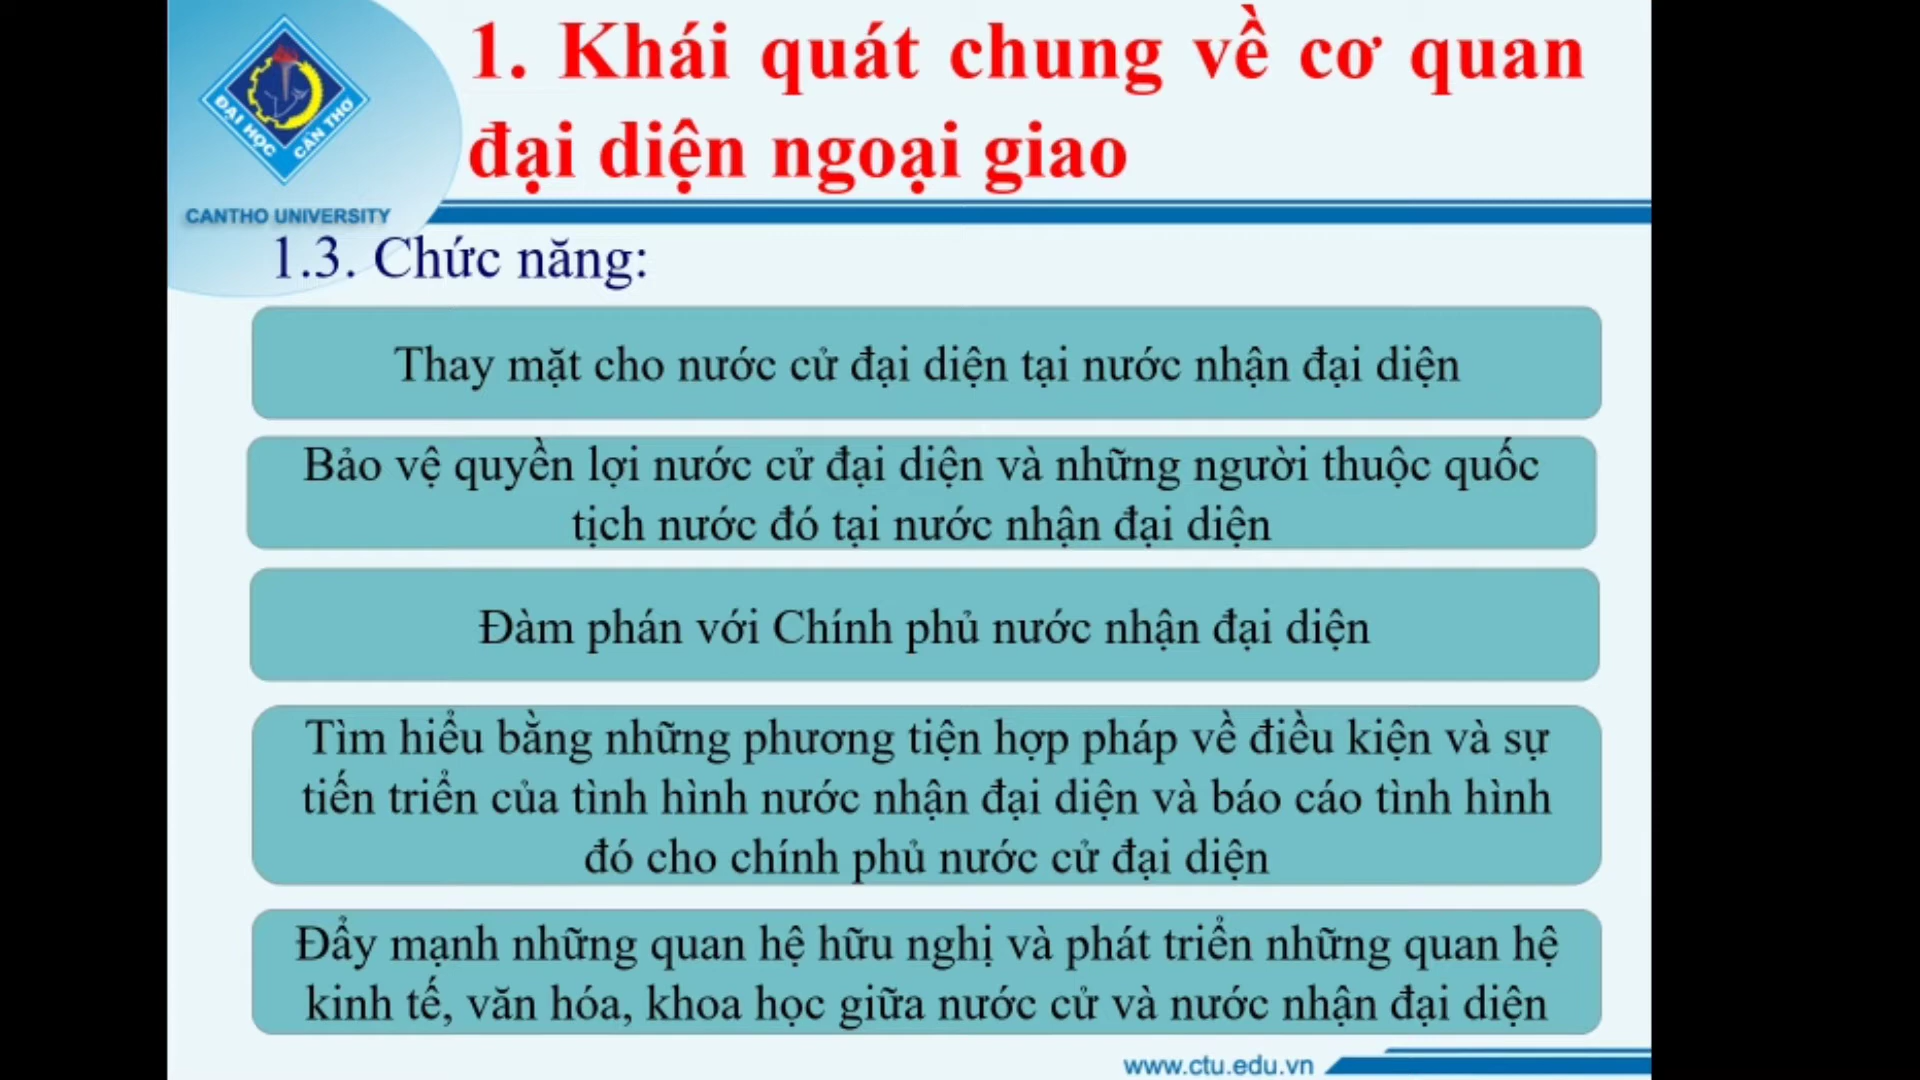 ĐẠI HỌC CẦN THƠ
CANTHO UNIVERSITY
1. Khái quát chung về cơ quan
đại diện ngoại giao
1.3. Chức năng:
Thay mặt cho nước cử đại diện tại nước nhận đại diện
Bảo vệ quyền lợi nước cử đại diện và những người thuộc quốc
tịch nước đó tại nước nhận đại diện
Đàm phán với Chính phủ nước nhận đại diện
Tìm hiểu bằng những phương tiện hợp pháp về điều kiện và sự
tiến triển của tình hình nước nhận đại diện và báo cáo tình hình
đó cho chính phủ nước cử đại diện
Đẩy mạnh những quan hệ hữu nghị và phát triển những quan hệ
kinh tế, văn hóa, khoa học giữa nước cử và nước nhận đại diện
www.ctu.edu.vn